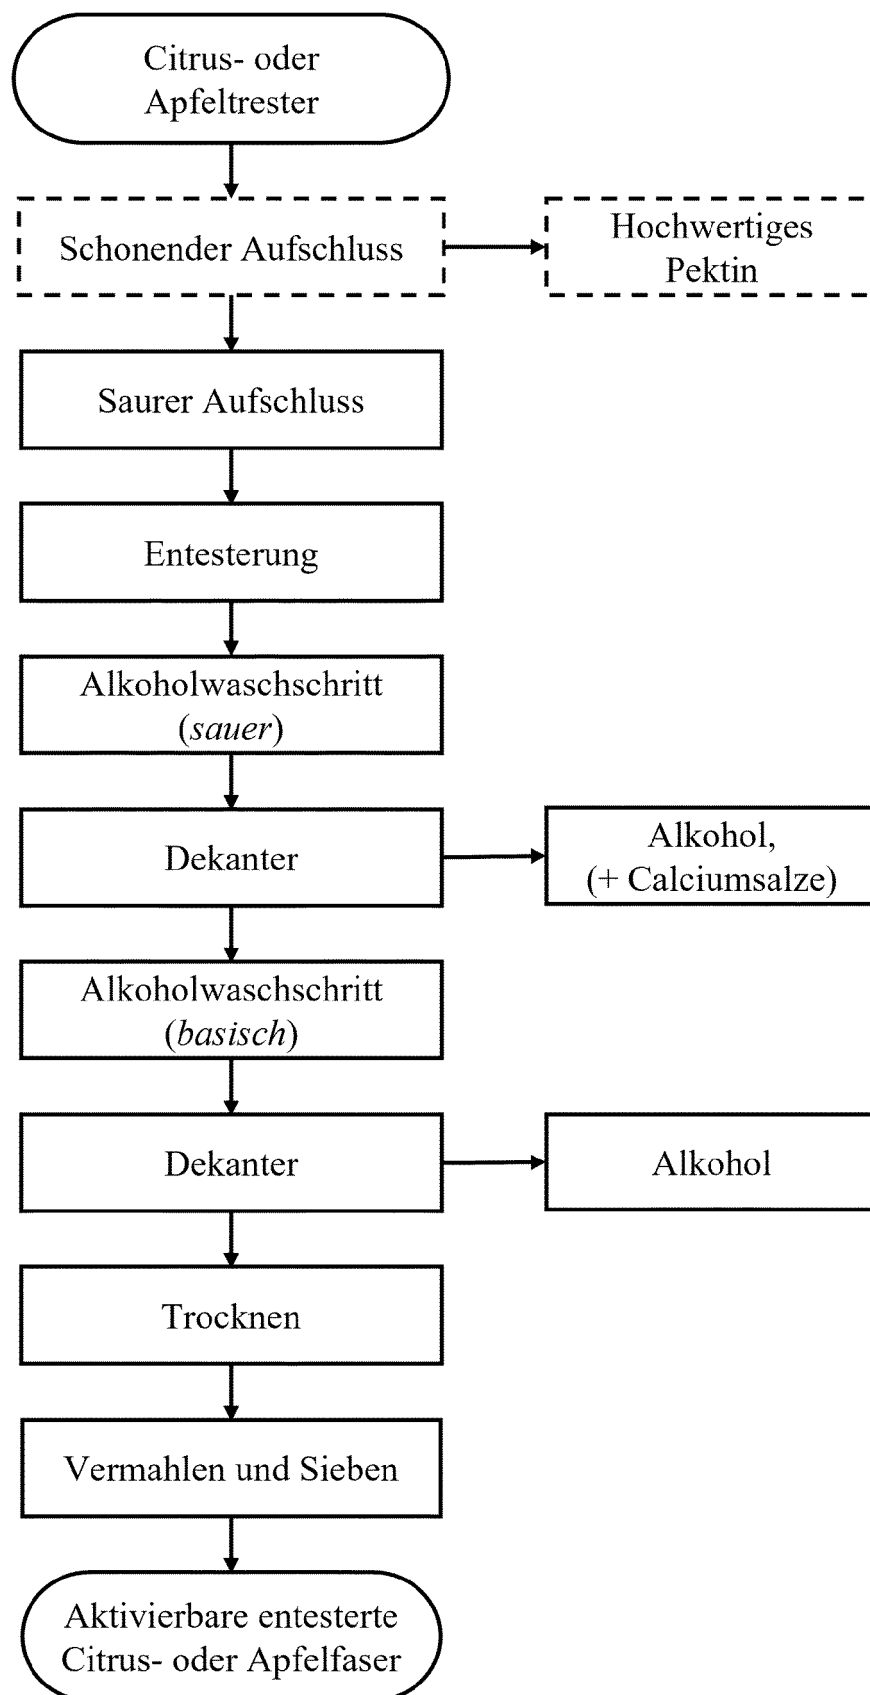 Citrus- oder
Apfeltrester
Schonender Aufschluss
Hochwertiges
Pektin
Saurer Aufschluss
Entesterung
Alkoholwaschschritt
(sauer)
Dekanter
Alkohol,
(+ Calciumsalze)
Alkoholwaschschritt
(basisch)
Dekanter
Alkohol
Trocknen
Vermahlen und Sieben
Aktivierbare entesterte
Citrus- oder Apfelfaser